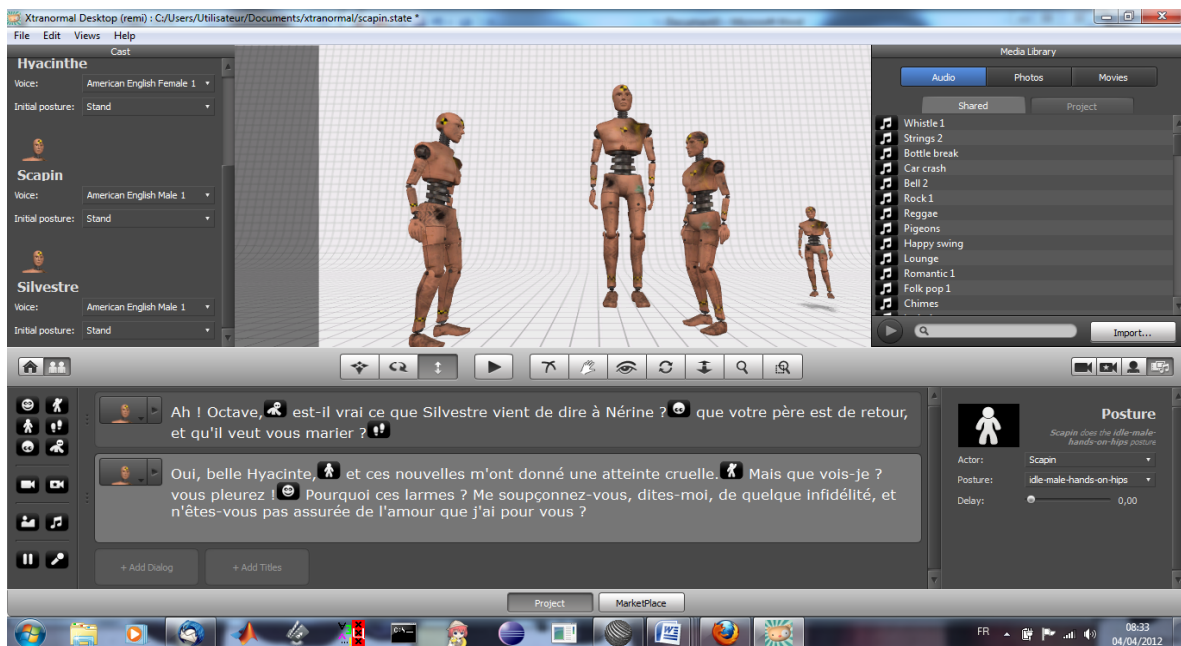 Xtranormal Desktop (remi) : C:/Users/Utilisateur/Documents/xtranormal/scapin.state *
File Edit Views Help
Cast
Hyacinthe
Voice: American English Female 1
Initial posture: Stand
Scapin
Voice: American English Male 1
Initial posture: Stand
Silvestre
Voice: American English Male 1
Initial posture: Stand
Media Library
Audio Photos Movies
Shared Project
Whistle 1
Strings 2
Bottle break
Car crash
Bell 2
Rock 1
Reggae
Pigeons
Happy swing
Lounge
Romantic 1
Folk pop 1
Chimes
Import...
Ah ! Octave, est-il vrai ce que Silvestre vient de dire à Nérine ? que votre père est de retour,
et qu'il veut vous marier ?
Oui, belle Hyacinte, et ces nouvelles m'ont donné une atteinte cruelle. Mais que vois-je ?
vous pleurez ! Pourquoi ces larmes ? Me soupçonnez-vous, dites-moi, de quelque infidélité, et
n'êtes-vous pas assurée de l'amour que j'ai pour vous ?
+ Add Dialog + Add Titles
Posture
Scapin does the idle-male-
hands-on-hips posture
Actor: Scapin
Posture: idle-male-hands-on-hips
Delay: 0,00
Project MarketPlace
FR 08:33
04/04/2012